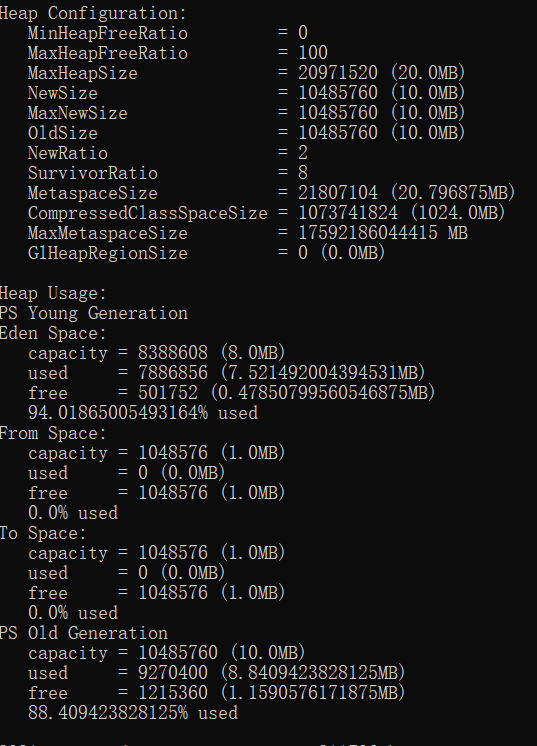 Heap Configuration:
   MinHeapFreeRatio         = 0
   MaxHeapFreeRatio         = 100
   MaxHeapSize              = 20971520 (20.0MB)
   NewSize                  = 10485760 (10.0MB)
   MaxNewSize               = 10485760 (10.0MB)
   OldSize                  = 10485760 (10.0MB)
   NewRatio                 = 2
   SurvivorRatio            = 8
   MetaspaceSize            = 21807104 (20.796875MB)
   CompressedClassSpaceSize = 1073741824 (1024.0MB)
   MaxMetaspaceSize         = 17592186044415 MB
   G1HeapRegionSize         = 0 (0.0MB)

Heap Usage:
PS Young Generation
Eden Space:
   capacity = 8388608 (8.0MB)
   used     = 7886856 (7.521492004394531MB)
   free     = 501752 (0.47850799560546875MB)
   94.01865005493164% used
From Space:
   capacity = 1048576 (1.0MB)
   used     = 0 (0.0MB)
   free     = 1048576 (1.0MB)
   0.0% used
To Space:
   capacity = 1048576 (1.0MB)
   used     = 0 (0.0MB)
   free     = 1048576 (1.0MB)
   0.0% used
PS Old Generation
   capacity = 10485760 (10.0MB)
   used     = 9270400 (8.8409423828125MB)
   free     = 1215360 (1.1590576171875MB)
   88.409423828125% used